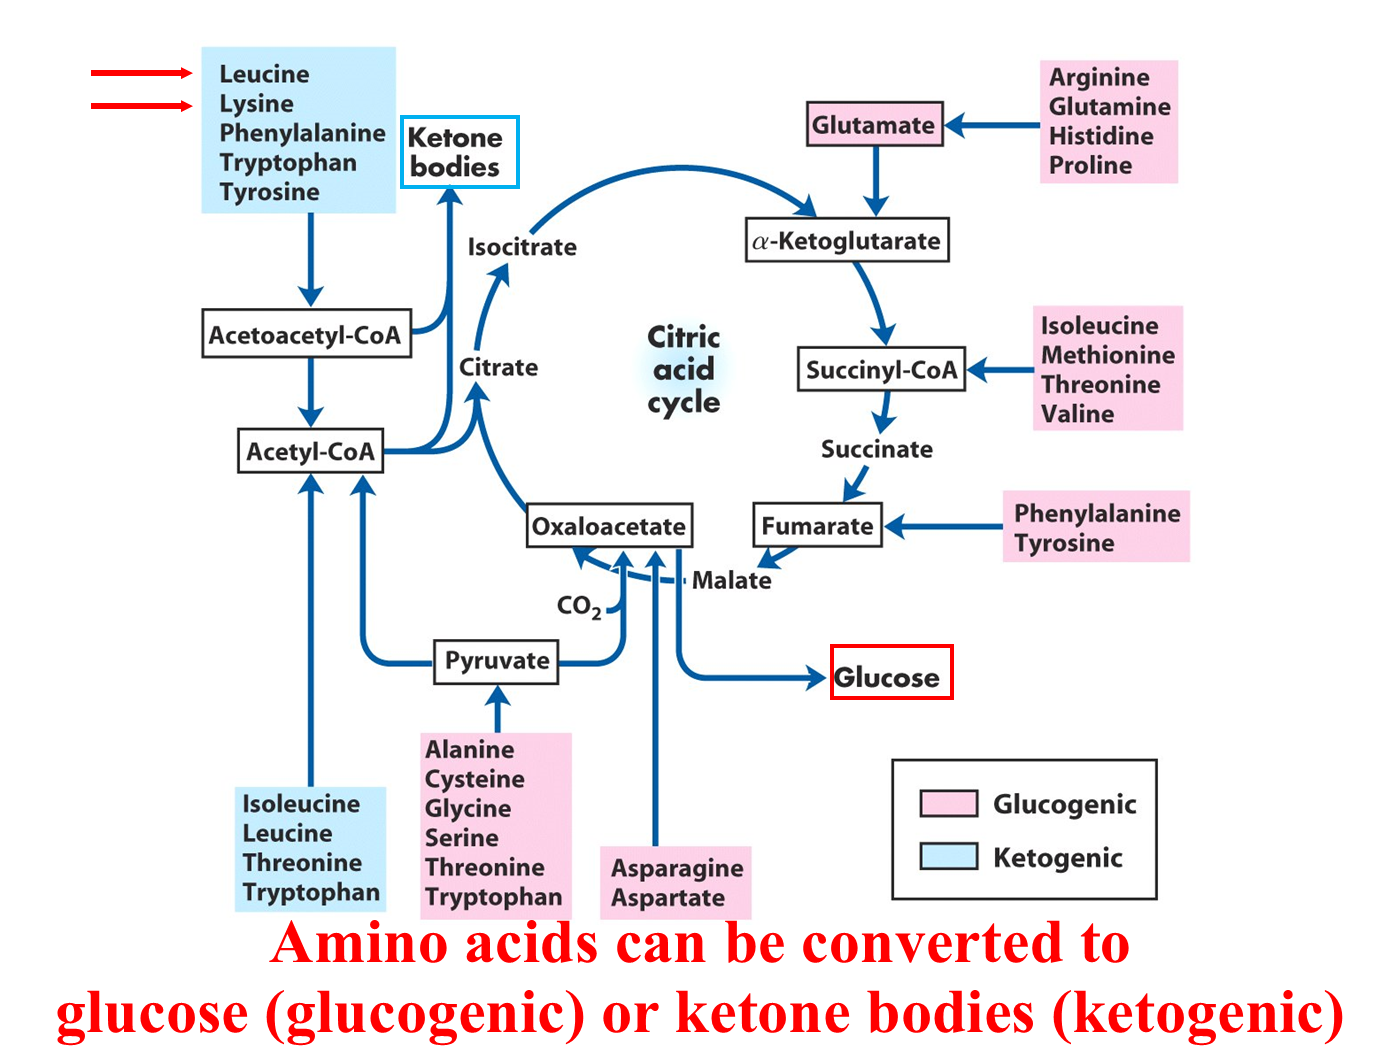 Leucine
Lysine
Phenylalanine
Tryptophan
Tyrosine
Ketone
bodies
Glutamate
Arginine
Glutamine
Histidine
Proline
Isocitrate
α-Ketoglutarate
Acetoacetyl-CoA
Citrate
Citric
acid
cycle
Succinyl-CoA
Isoleucine
Methionine
Threonine
Valine
Acetyl-CoA
Succinate
Oxaloacetate
Fumarate
Phenylalanine
Tyrosine
Malate
CO₂
Pyruvate
Glucose
Isoleucine
Leucine
Threonine
Tryptophan
Alanine
Cysteine
Glycine
Serine
Threonine
Tryptophan
Asparagine
Aspartate
Glucogenic
Ketogenic
Amino acids can be converted to
glucose (glucogenic) or ketone bodies (ketogenic)